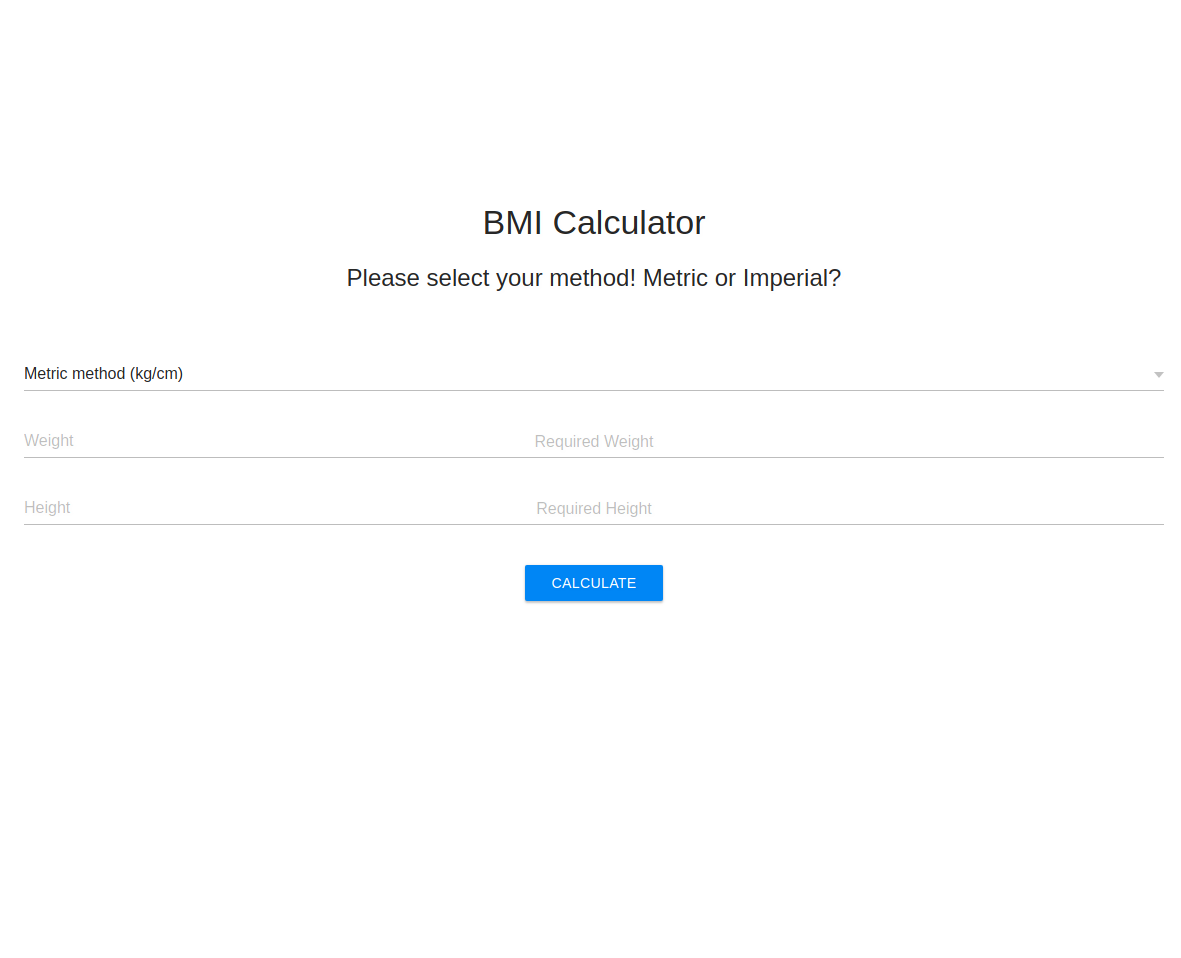 BMI Calculator
Please select your method! Metric or Imperial?
Metric method (kg/cm)
Weight Required Weight
Height Required Height
CALCULATE